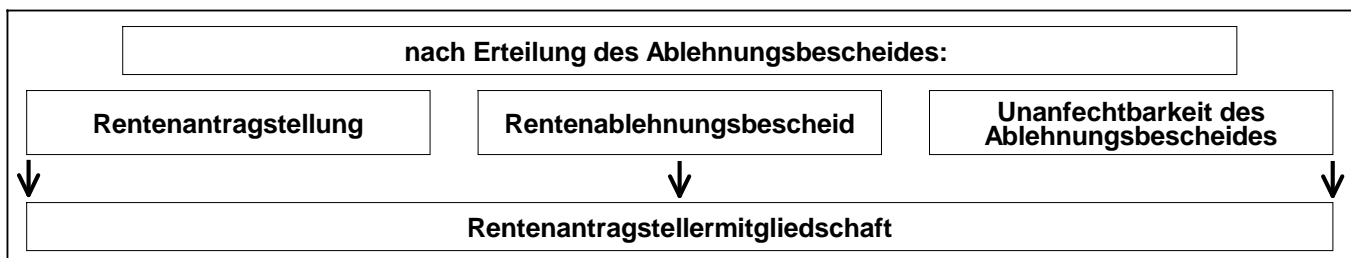 nach Erteilung des Ablehnungsbescheides:
Rentenantragstellung
Rentenablehnungsbescheid
Unanfechtbarkeit des
Ablehnungsbescheides
Rentenantragstellermitgliedschaft